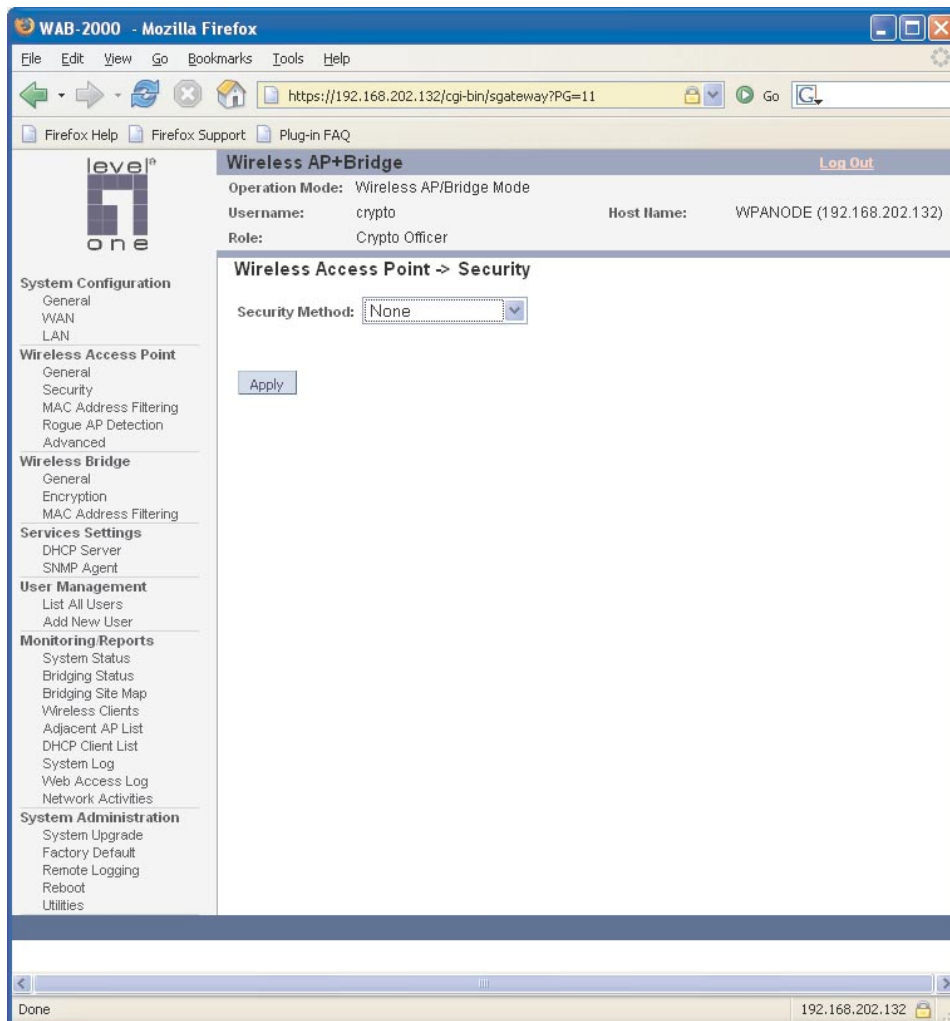 WAB-2000 - Mozilla Firefox
File Edit View Go Bookmarks Tools Help
https://192.168.202.132/cgi-bin/sgateway?PG=11 Go G
Firefox Help Firefox Support Plug-in FAQ
level®
one
Wireless AP+Bridge Log Out
Operation Mode: Wireless AP/Bridge Mode
Username: crypto Host Name: WPANODE (192.168.202.132)
Role: Crypto Officer
System Configuration
General
WAN
LAN
Wireless Access Point
General
Security
MAC Address Filtering
Rogue AP Detection
Advanced
Wireless Bridge
General
Encryption
MAC Address Filtering
Services Settings
DHCP Server
SNMP Agent
User Management
List All Users
Add New User
Monitoring/Reports
System Status
Bridging Status
Bridging Site Map
Wireless Clients
Adjacent AP List
DHCP Client List
System Log
Web Access Log
Network Activities
System Administration
System Upgrade
Factory Default
Remote Logging
Reboot
Utilities
Wireless Access Point -> Security
Security Method: None
Apply
Done 192.168.202.132